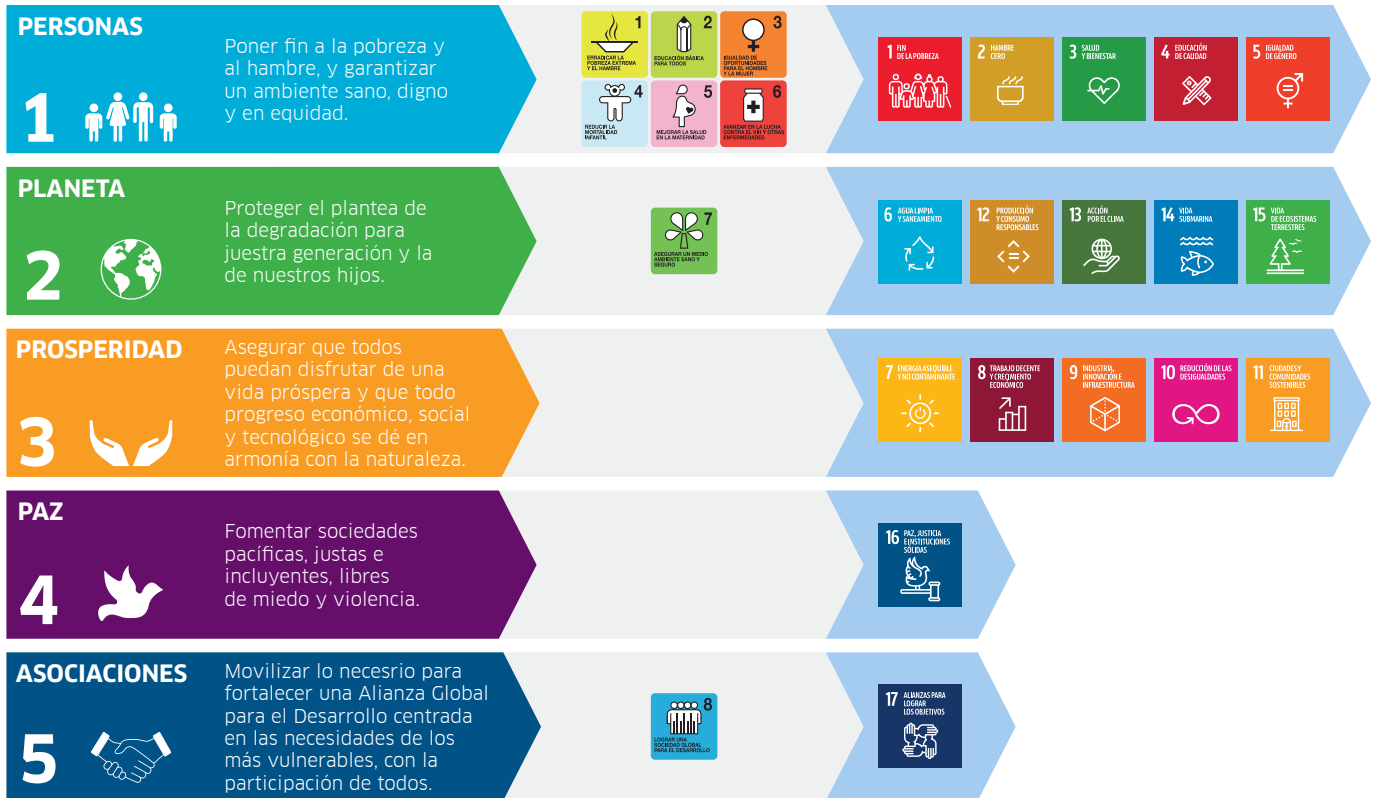 PERSONAS
1
Poner fin a la pobreza y
al hambre, y garantizar
un ambiente sano, digno
y en equidad.
1
ERRADICAR LA
POBREZA EXTREMA
Y EL HAMBRE
2
EDUCACIÓN BÁSICA
PARA TODOS
3
IGUALDAD DE
OPORTUNIDADES
PARA EL HOMBRE
Y LA MUJER
4
REDUCIR LA
MORTALIDAD
INFANTIL
5
MEJORAR LA SALUD
EN LA MATERNIDAD
6
AVANZAR EN LA LUCHA
CONTRA EL VIH Y OTRAS
ENFERMEDADES
1 FIN
DE LA POBREZA
2 HAMBRE
CERO
3 SALUD
Y BIENESTAR
4 EDUCACIÓN
DE CALIDAD
5 IGUALDAD
DE GÉNERO
PLANETA
2
Proteger el plantea de
la degradación para
juestra generación y la
de nuestros hijos.
7
ASEGURAR UN MEDIO
AMBIENTE SANO Y
SEGURO
6 AGUA LIMPIA
Y SANEAMIENTO
12 PRODUCCIÓN
Y CONSUMO
RESPONSABLES
13 ACCIÓN
POR EL CLIMA
14 VIDA
SUBMARINA
15 VIDA
DE ECOSISTEMAS
TERRESTRES
PROSPERIDAD
3
Asegurar que todos
puedan disfrutar de una
vida próspera y que todo
progreso económico, social
y tecnológico se dé en
armonía con la naturaleza.
7 ENERGÍA ASEQUIBLE
Y NO CONTAMINANTE
8 TRABAJO DECENTE
Y CRECIMIENTO
ECONÓMICO
9 INDUSTRIA,
INNOVACIÓN E
INFRAESTRUCTURA
10 REDUCCIÓN DE LAS
DESIGUALDADES
11 CIUDADES Y
COMUNIDADES
SOSTENIBLES
PAZ
4
Fomentar sociedades
pacíficas, justas e
incluyentes, libres
de miedo y violencia.
16 PAZ, JUSTICIA
E INSTITUCIONES
SÓLIDAS
ASOCIACIONES
5
Movilizar lo necesrio para
fortalecer una Alianza Global
para el Desarrollo centrada
en las necesidades de los
más vulnerables, con la
participación de todos.
8
LOGRAR UNA
SOCIEDAD GLOBAL
PARA EL DESARROLLO
17 ALIANZAS PARA
LOGRAR
LOS OBJETIVOS